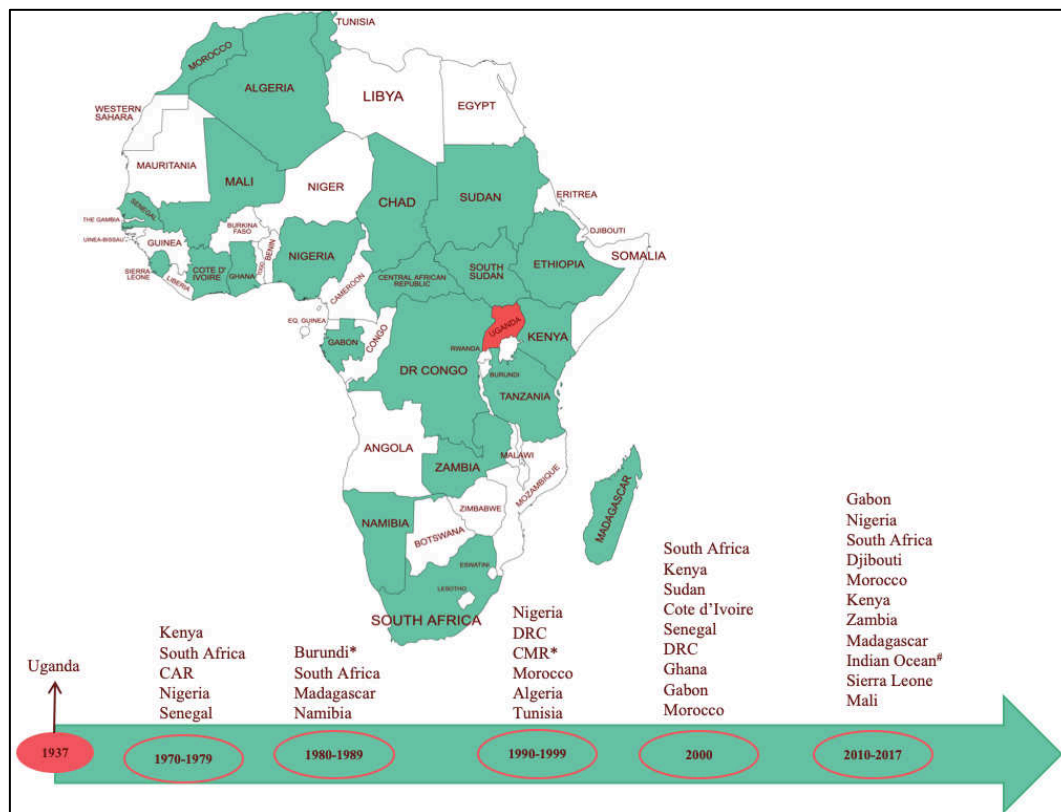 TUNISIA
MOROCCO
ALGERIA
LIBYA
EGYPT
WESTERN
SAHARA
MAURITANIA
MALI
NIGER
CHAD
SUDAN
ERITREA
SENEGAL
THE GAMBIA
UINEA-BISSAU
GUINEA
BURKINA
FASO
BENIN
TOGO
NIGERIA
DJIBOUTI
SOMALIA
SIERRA
LEONE
LIBERIA
COTE D'
IVOIRE
GHANA
CAMEROON
CENTRAL AFRICAN
REPUBLIC
SOUTH
SUDAN
ETHIOPIA
EQ. GUINEA
GABON
CONGO
UGANDA
KENYA
RWANDA
BURUNDI
DR CONGO
TANZANIA
ANGOLA
ZAMBIA
MALAWI
MOZAMBIQUE
ZIMBABWE
MADAGASCAR
NAMIBIA
BOTSWANA
ESWATINI
LESOTHO
SOUTH AFRICA
Uganda
1937
Kenya
South Africa
CAR
Nigeria
Senegal
1970-1979
Burundi*
South Africa
Madagascar
Namibia
1980-1989
Nigeria
DRC
CMR*
Morocco
Algeria
Tunisia
1990-1999
South Africa
Kenya
Sudan
Cote d'Ivoire
Senegal
DRC
Ghana
Gabon
Morocco
2000
Gabon
Nigeria
South Africa
Djibouti
Morocco
Kenya
Zambia
Madagascar
Indian Ocean#
Sierra Leone
Mali
2010-2017